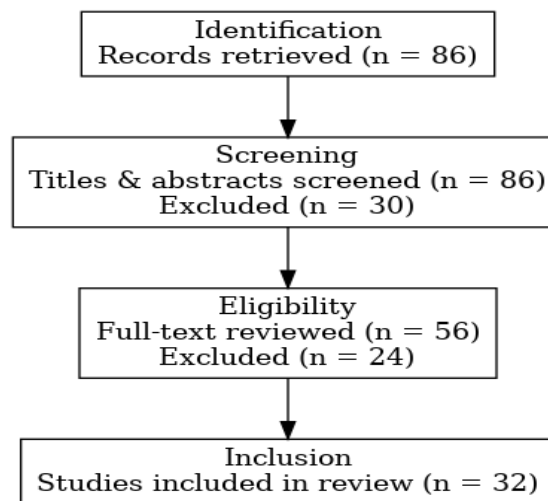 Identification
Records retrieved (n = 86)
Screening
Titles & abstracts screened (n = 86)
Excluded (n = 30)
Eligibility
Full-text reviewed (n = 56)
Excluded (n = 24)
Inclusion
Studies included in review (n = 32)